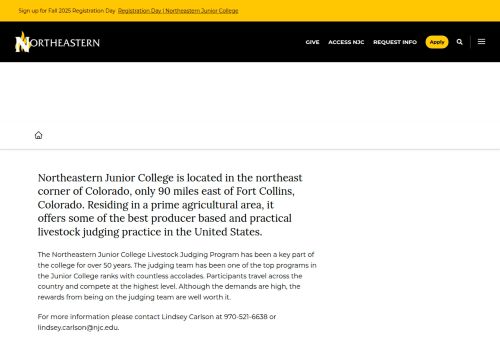 Sign up for Fall 2025 Registration Day Registration Day | Northeastern Junior College
NORTHEASTERN
GIVE ACCESS NJC REQUEST INFO Apply
Northeastern Junior College is located in the northeast
corner of Colorado, only 90 miles east of Fort Collins,
Colorado. Residing in a prime agricultural area, it
offers some of the best producer based and practical
livestock judging practice in the United States.
The Northeastern Junior College Livestock Judging Program has been a key part of
the college for over 50 years. The judging team has been one of the top programs in
the Junior College ranks with countless accolades. Participants travel across the
country and compete at the highest level. Although the demands are high, the
rewards from being on the judging team are well worth it.
For more information please contact Lindsey Carlson at 970-521-6638 or
lindsey.carlson@njc.edu.